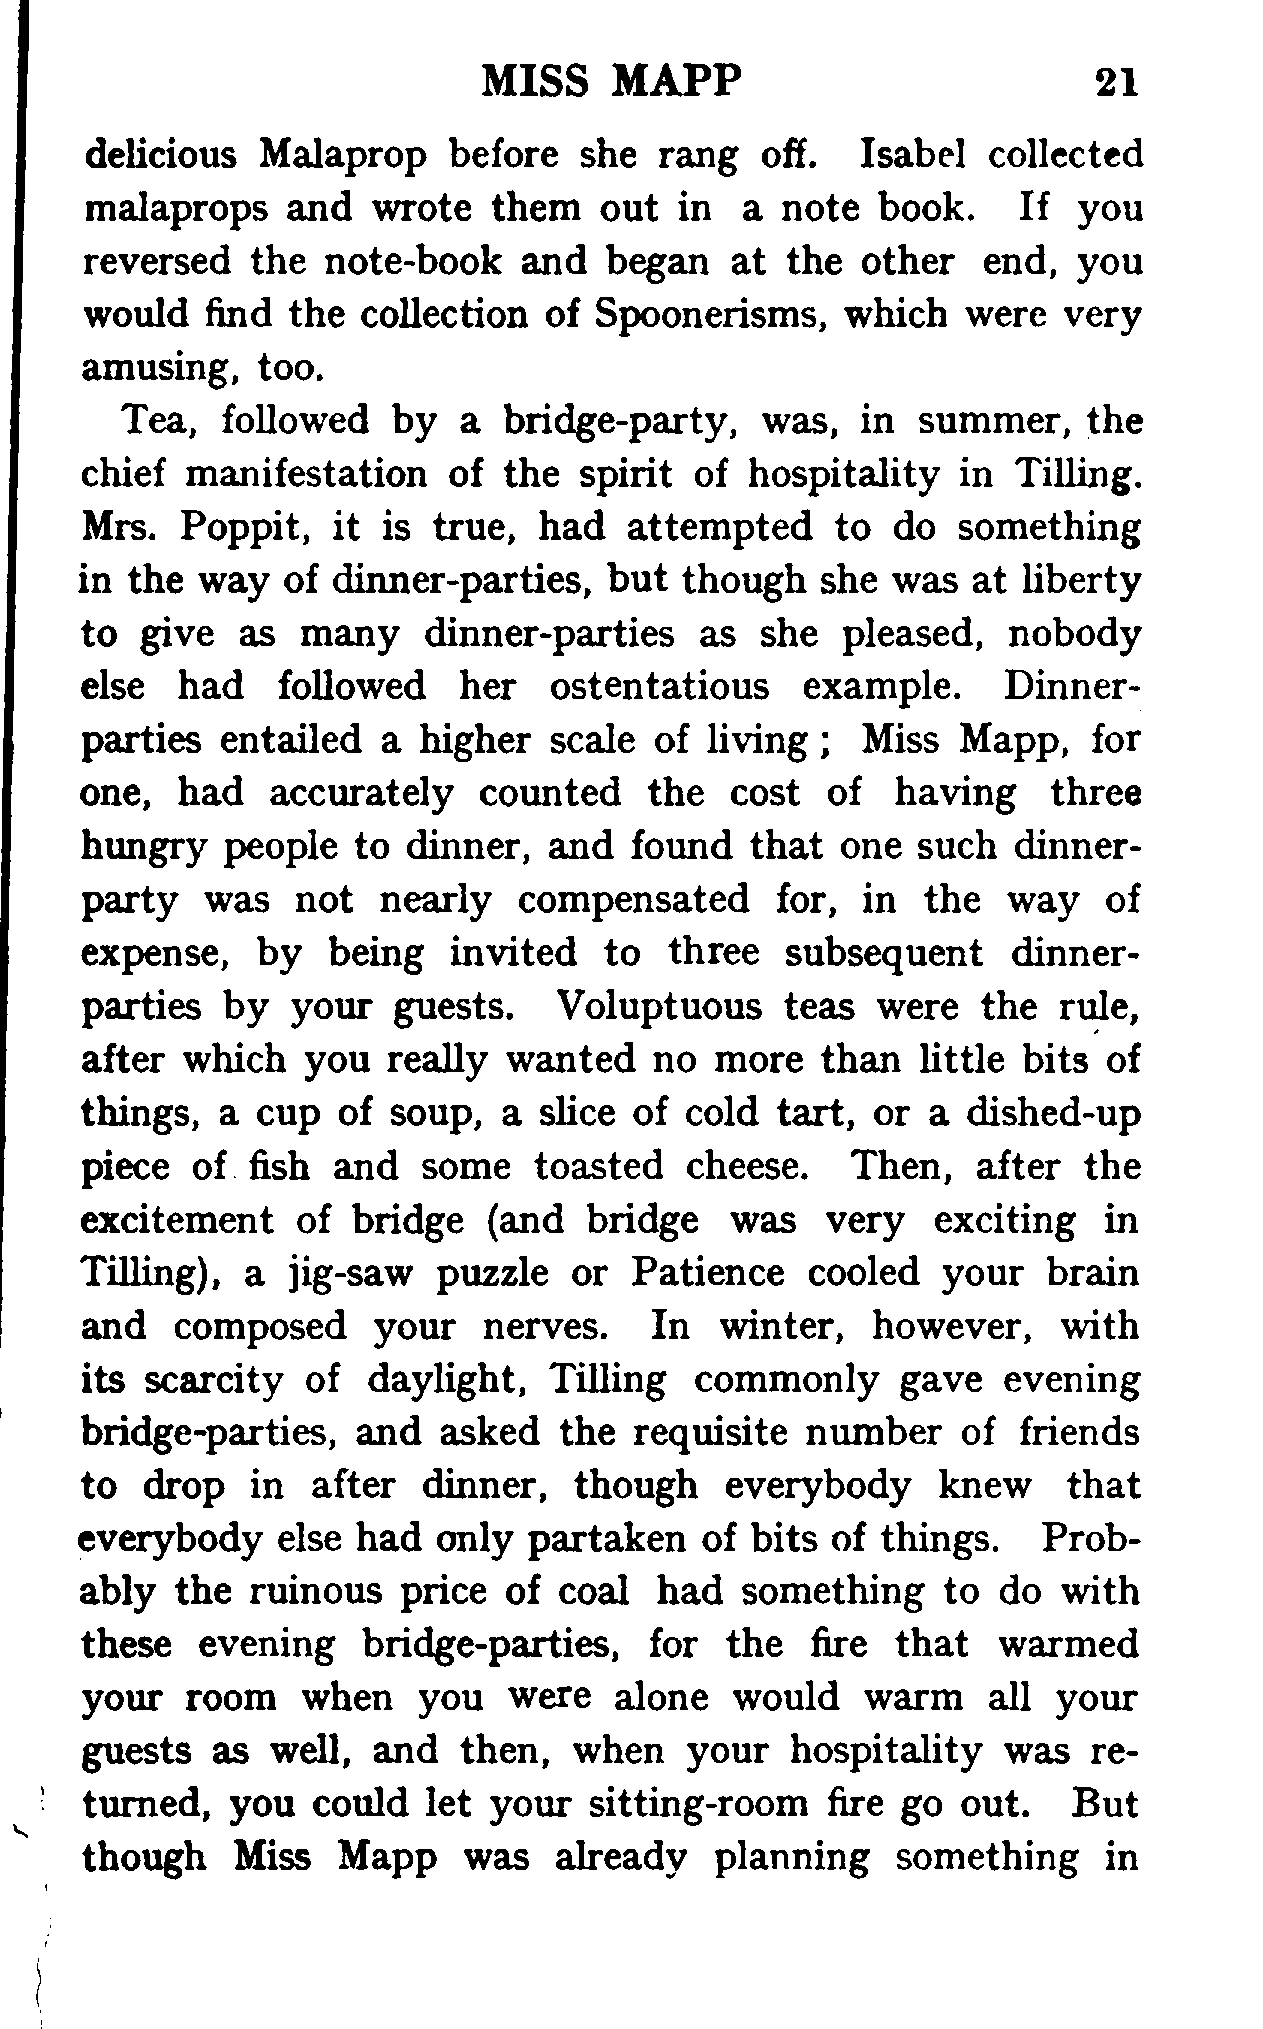 MISS MAPP 21
delicious Malaprop before she rang off. Isabel collected
malaprops and wrote them out in a note book. If you
reversed the note-book and began at the other end, you
would find the collection of Spoonerisms, which were very
amusing, too.
Tea, followed by a bridge-party, was, in summer, the
chief manifestation of the spirit of hospitality in Tilling.
Mrs. Poppit, it is true, had attempted to do something
in the way of dinner-parties, but though she was at liberty
to give as many dinner-parties as she pleased, nobody
else had followed her ostentatious example. Dinner-
parties entailed a higher scale of living ; Miss Mapp, for
one, had accurately counted the cost of having three
hungry people to dinner, and found that one such dinner-
party was not nearly compensated for, in the way of
expense, by being invited to three subsequent dinner-
parties by your guests. Voluptuous teas were the rule,
after which you really wanted no more than little bits of
things, a cup of soup, a slice of cold tart, or a dished-up
piece of fish and some toasted cheese. Then, after the
excitement of bridge (and bridge was very exciting in
Tilling), a jig-saw puzzle or Patience cooled your brain
and composed your nerves. In winter, however, with
its scarcity of daylight, Tilling commonly gave evening
bridge-parties, and asked the requisite number of friends
to drop in after dinner, though everybody knew that
everybody else had only partaken of bits of things. Prob-
ably the ruinous price of coal had something to do with
these evening bridge-parties, for the fire that warmed
your room when you were alone would warm all your
guests as well, and then, when your hospitality was re-
turned, you could let your sitting-room fire go out. But
though Miss Mapp was already planning something in